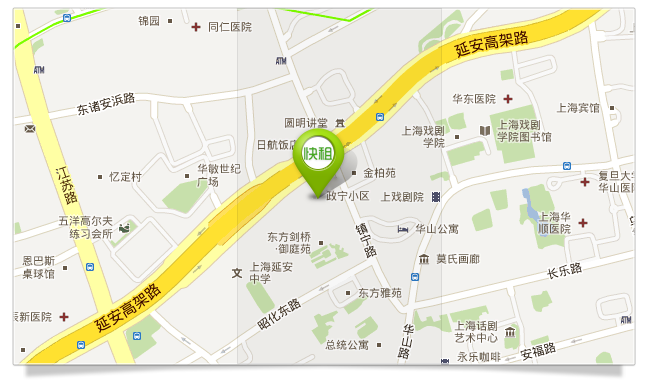 锦园
同仁医院
延安高架路
ATM
ATM
华东医院
上海宾馆
东诸安浜路
圆明讲堂
上海戏剧
学院
上海戏剧
学院图书馆
日航饭店
快租
江苏路
忆定村
华敏世纪
广场
金柏苑
复旦大
华山医
政宁小区
上戏剧院
五洋高尔夫
练习会所
镇宁路
华山公寓
上海华
顺医院
东方剑桥
·御庭苑
恩巴斯
桌球馆
文
上海延安
中学
莫氏画廊
长乐路
东方雅苑
昭化东路
延安高架路
辰新医院
华山路
上海话剧
艺术中心
ATM
总统公寓
永乐咖啡
安福路